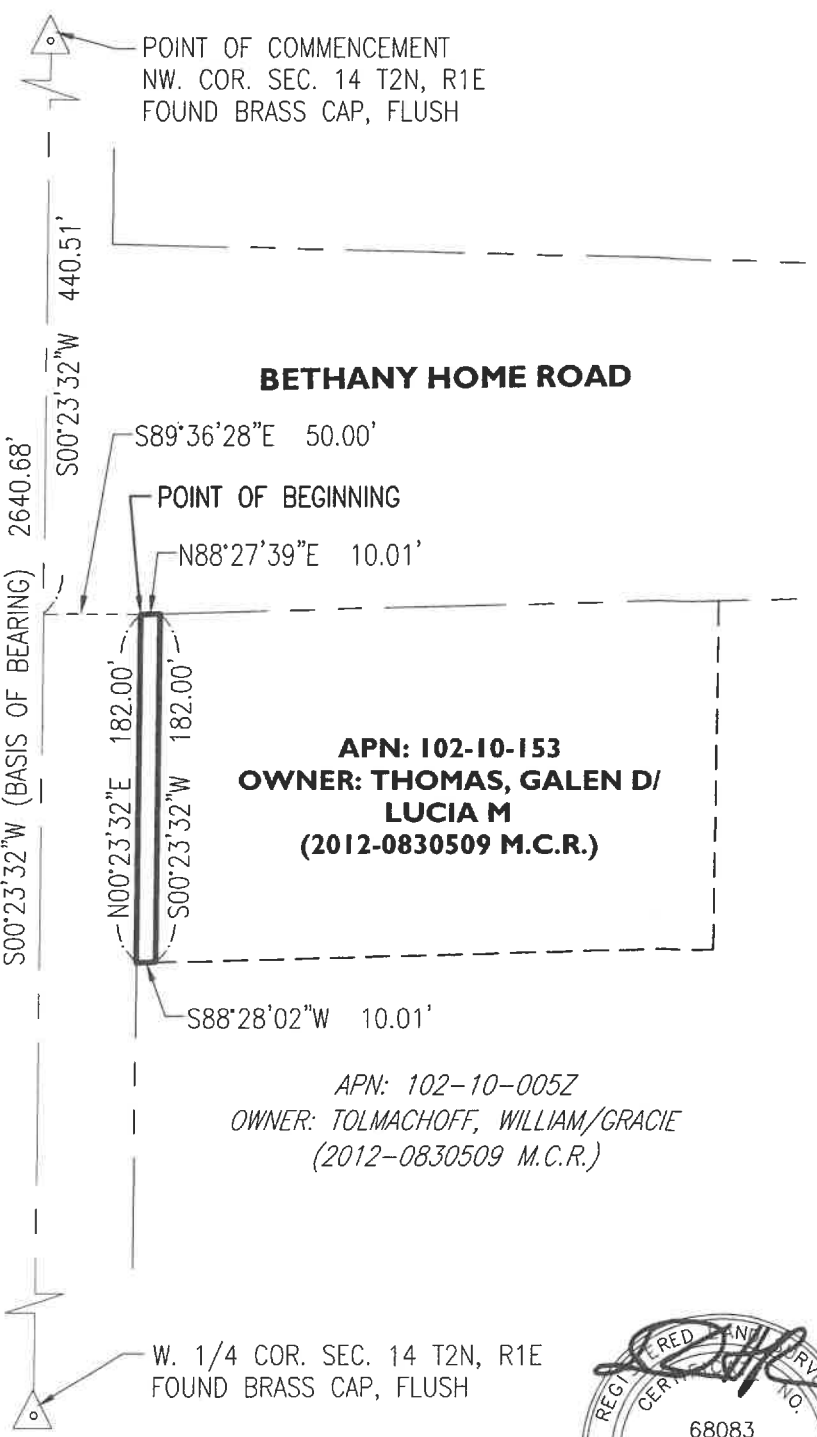 POINT OF COMMENCEMENT
NW. COR. SEC. 14 T2N, R1E
FOUND BRASS CAP, FLUSH
S00°23'32"W 440.51'
BETHANY HOME ROAD
S89°36'28"E 50.00'
POINT OF BEGINNING
N88°27'39"E 10.01'
S00°23'32"W (BASIS OF BEARING) 2640.68'
N00°23'32"E 182.00'
S00°23'32"W 182.00'
APN: 102-10-153
OWNER: THOMAS, GALEN D/
LUCIA M
(2012-0830509 M.C.R.)
S88°28'02"W 10.01'
APN: 102-10-005Z
OWNER: TOLMACHOFF, WILLIAM/GRACIE
(2012-0830509 M.C.R.)
W. 1/4 COR. SEC. 14 T2N, R1E
FOUND BRASS CAP, FLUSH
NO.
68083